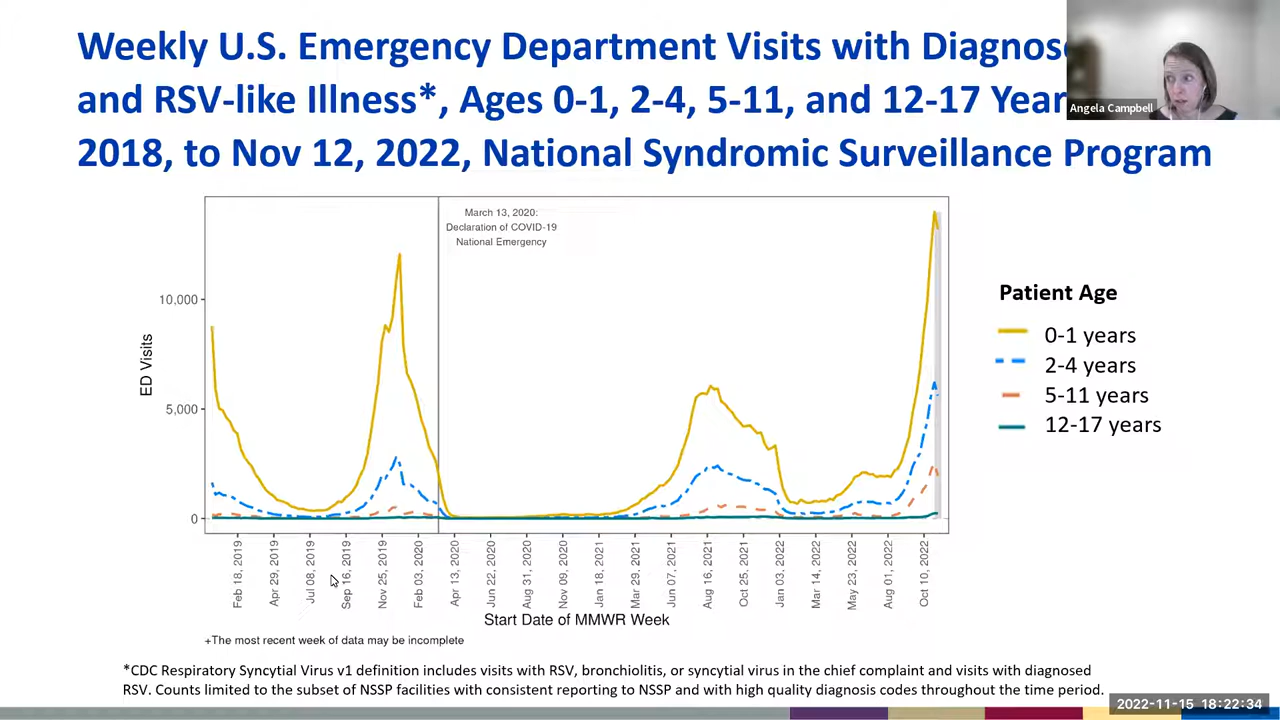 Weekly U.S. Emergency Department Visits with
and RSV-like Illness*, Ages 0-1, 2-4, 5-11, and 12-17
2018, to Nov 12, 2022, National Syndromic Surveillance Program
Angela Campbell
March 13, 2020:
Declaration of COVID-19
National Emergency
10,000
5,000
0
ED Visits
Feb 18, 2019
Apr 29, 2019
Jul 08, 2019
Sep 16, 2019
Nov 25, 2019
Feb 03, 2020
Apr 13, 2020
Jun 22, 2020
Aug 31, 2020
Nov 09, 2020
Jan 18, 2021
Mar 29, 2021
Jun 07, 2021
Aug 16, 2021
Oct 25, 2021
Jan 03, 2022
Mar 14, 2022
May 23, 2022
Aug 01, 2022
Oct 10, 2022
Start Date of MMWR Week
Patient Age
0-1 years
2-4 years
5-11 years
12-17 years
+The most recent week of data may be incomplete
*CDC Respiratory Syncytial Virus v1 definition includes visits with RSV, bronchiolitis, or syncytial virus in the chief complaint and visits with diagnosed
RSV. Counts limited to the subset of NSSP facilities with consistent reporting to NSSP and with high quality diagnosis codes throughout the time period.
2022-11-15 18:22:34